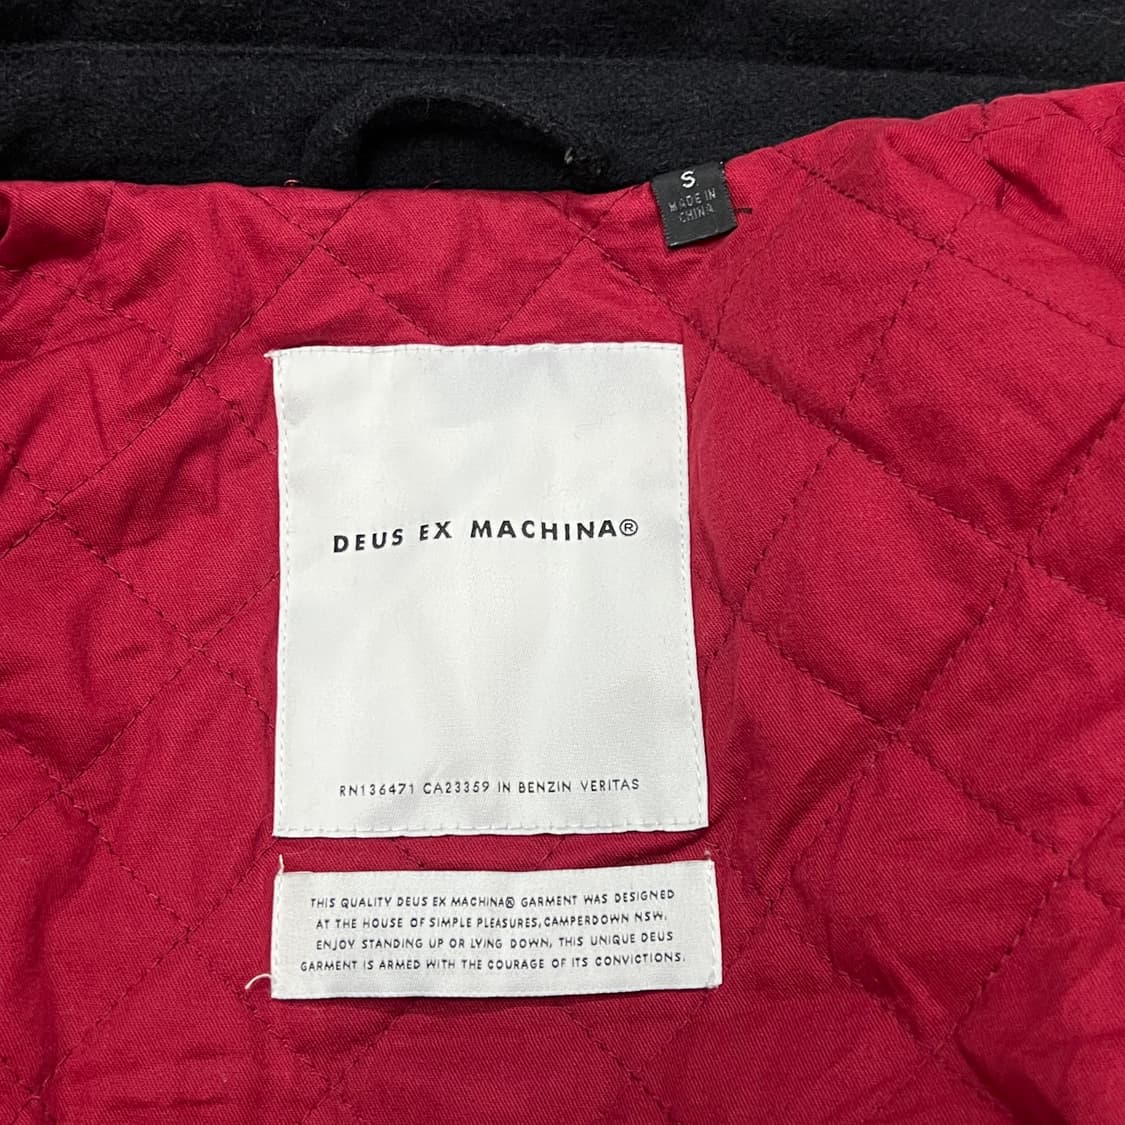 S
MADE IN
CHINA
DEUS EX MACHINA®
RN136471 CA23359 IN BENZIN VERITAS
THIS QUALITY DEUS EX MACHINA® GARMENT WAS DESIGNED
AT THE HOUSE OF SIMPLE PLEASURES, CAMPERDOWN NSW.
ENJOY STANDING UP OR LYING DOWN, THIS UNIQUE DEUS
GARMENT IS ARMED WITH THE COURAGE OF ITS CONVICTIONS.